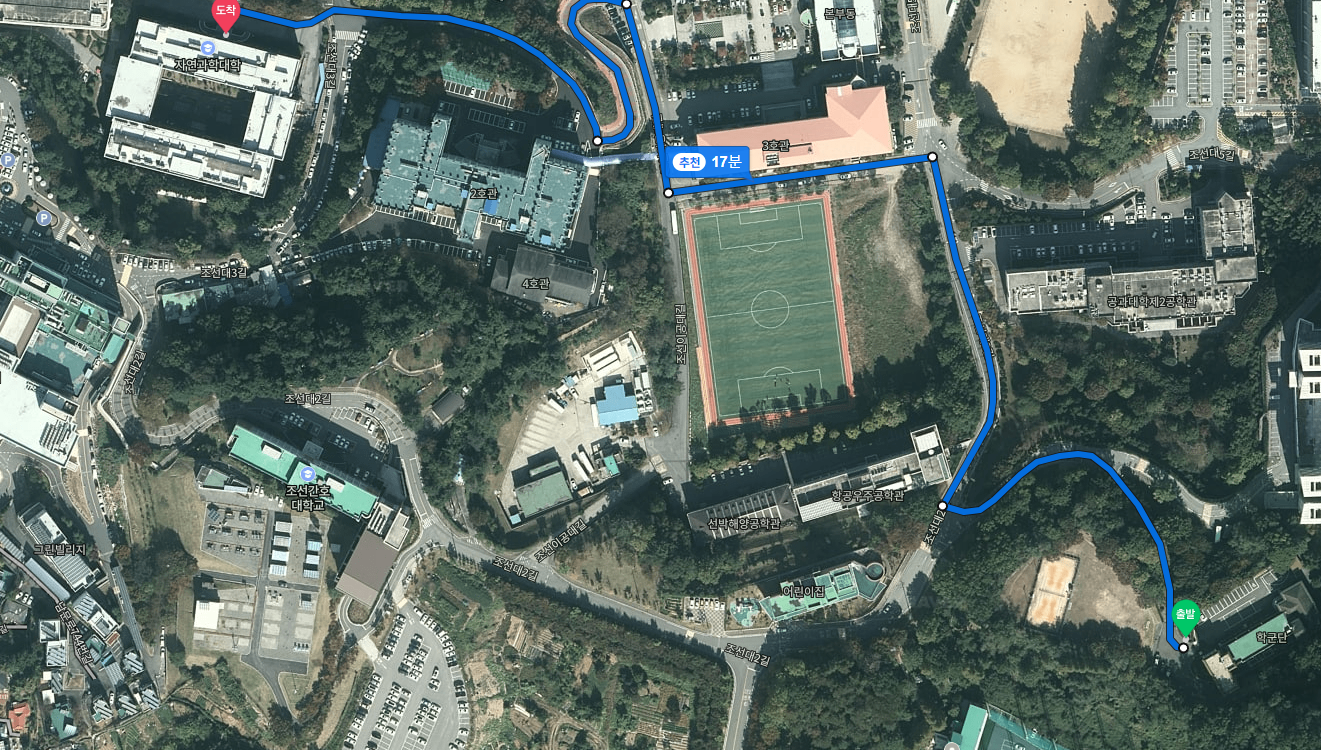 도착
자연과학대학
조선대3길
본부동
추천 17분
3호관
조선대5길
P
2호관
P
조선대3길
4호관
공과대학제2공학관
조선이공대길
조선대2길
조선대2길
조선간호
대학교
항공우주공학관
선박해양공학관
조선대2
그린빌리지
조선이공대길
조선대2길
어린이집
출발
학군단
조선대2길